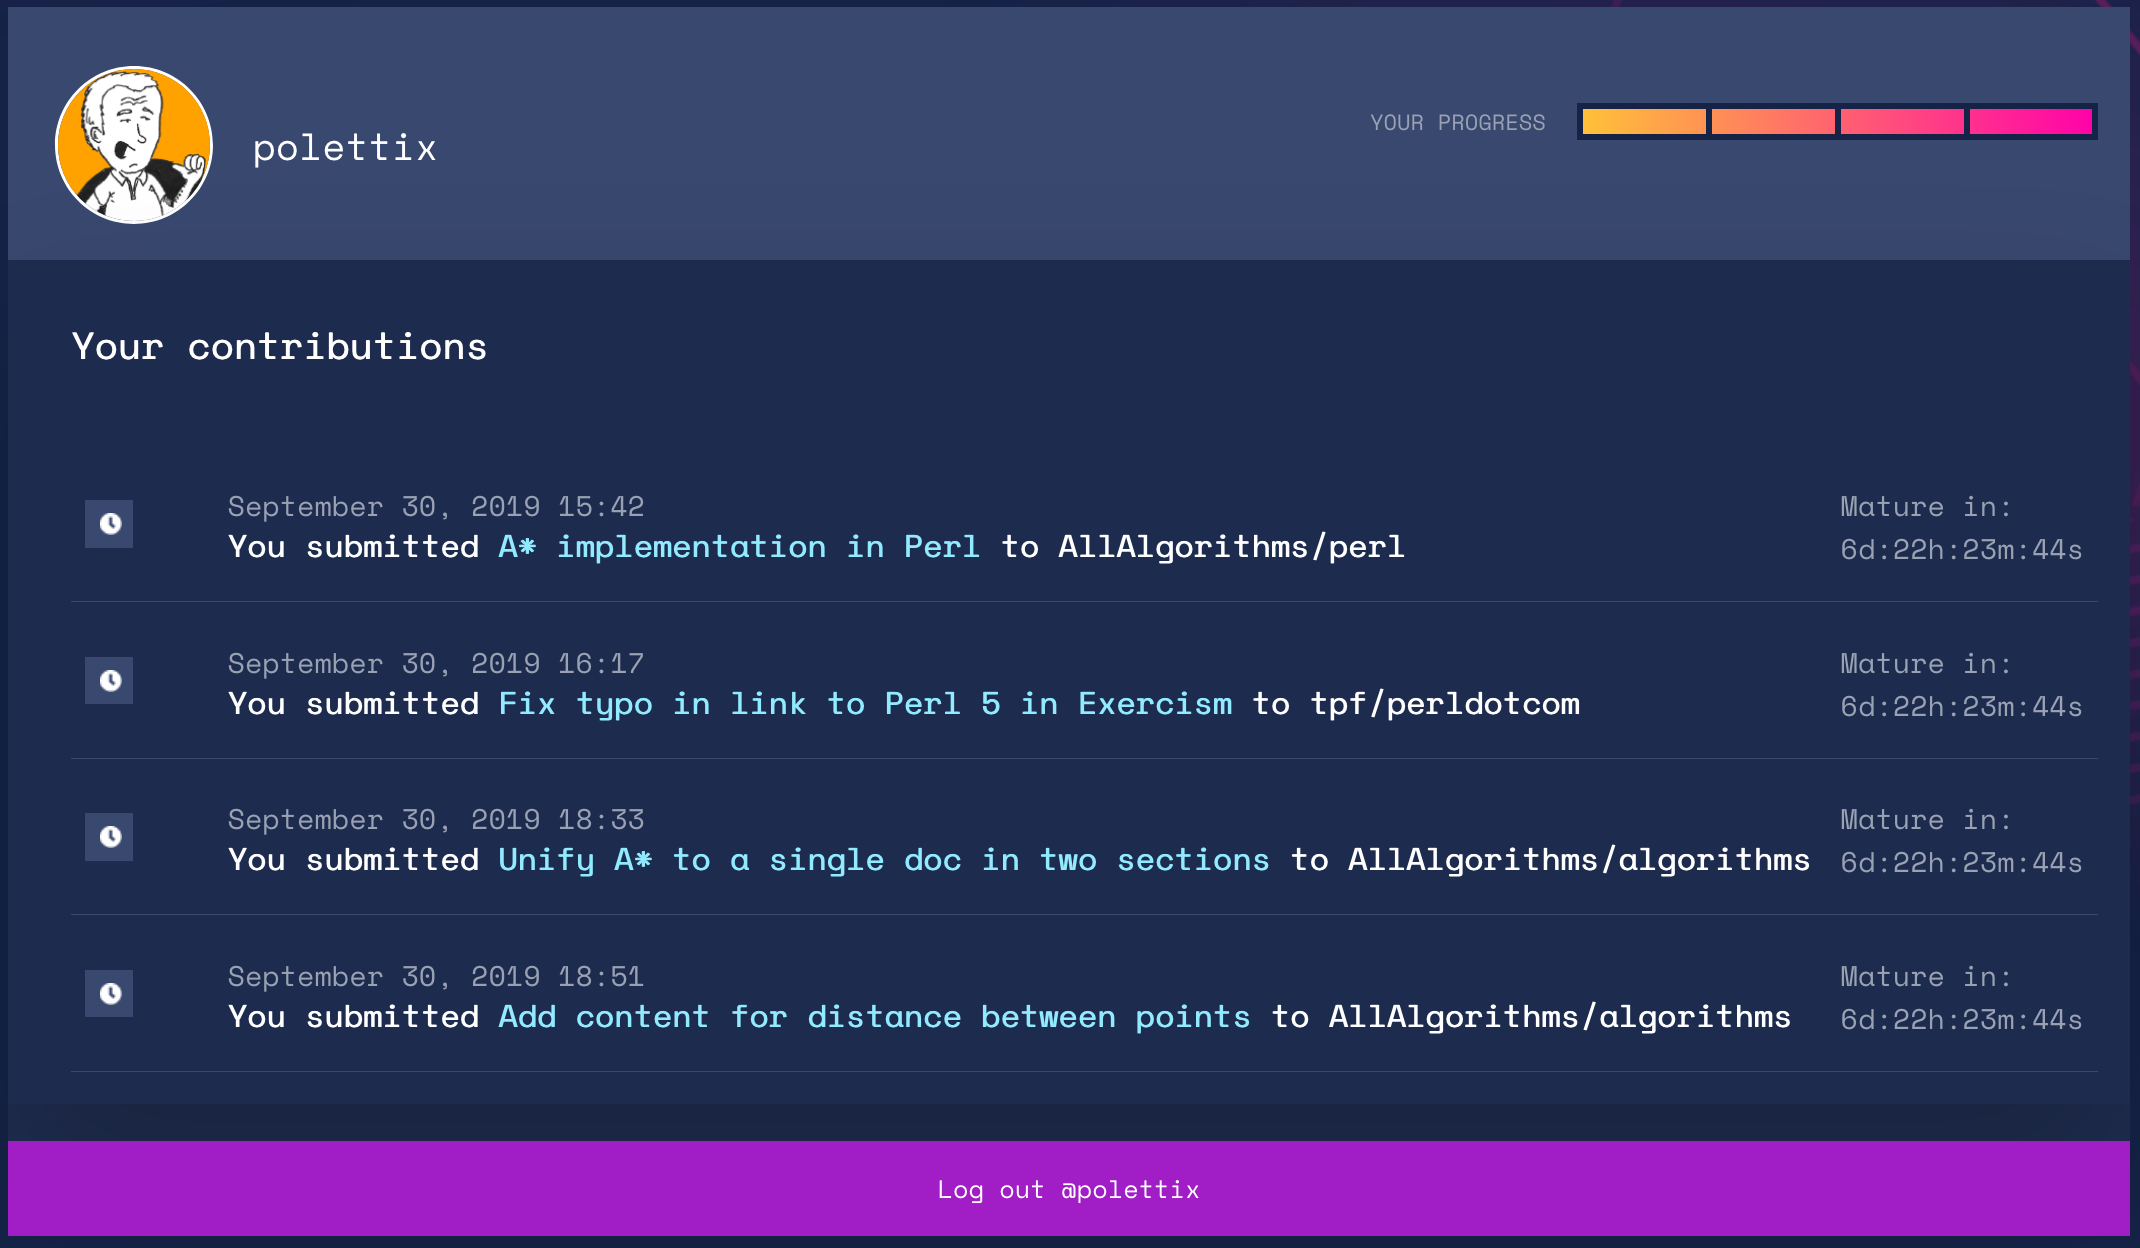 polettix
YOUR PROGRESS
Your contributions
September 30, 2019 15:42
You submitted A* implementation in Perl to AllAlgorithms/perl
Mature in:
6d:22h:23m:44s
September 30, 2019 16:17
You submitted Fix typo in link to Perl 5 in Exercism to tpf/perldotcom
Mature in:
6d:22h:23m:44s
September 30, 2019 18:33
You submitted Unify A* to a single doc in two sections to AllAlgorithms/algorithms
Mature in:
6d:22h:23m:44s
September 30, 2019 18:51
You submitted Add content for distance between points to AllAlgorithms/algorithms
Mature in:
6d:22h:23m:44s
Log out @polettix